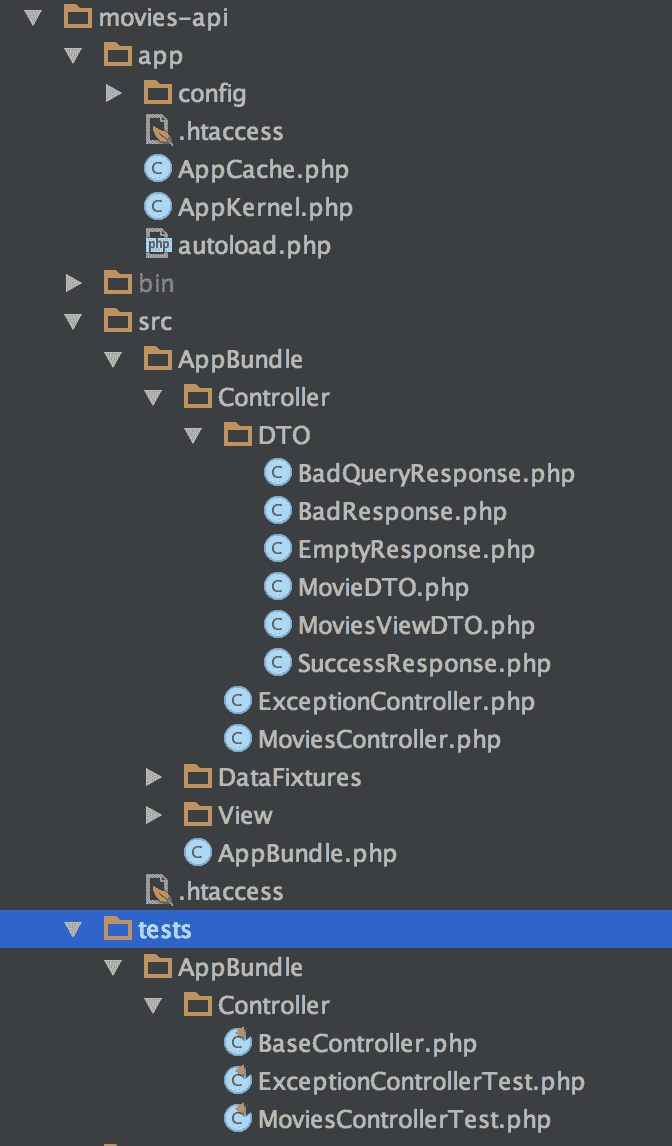 movies-api
app
config
.htaccess
AppCache.php
AppKernel.php
autoload.php
bin
src
AppBundle
Controller
DTO
BadQueryResponse.php
BadResponse.php
EmptyResponse.php
MovieDTO.php
MoviesViewDTO.php
SuccessResponse.php
ExceptionController.php
MoviesController.php
DataFixtures
View
AppBundle.php
.htaccess
tests
AppBundle
Controller
BaseController.php
ExceptionControllerTest.php
MoviesControllerTest.php